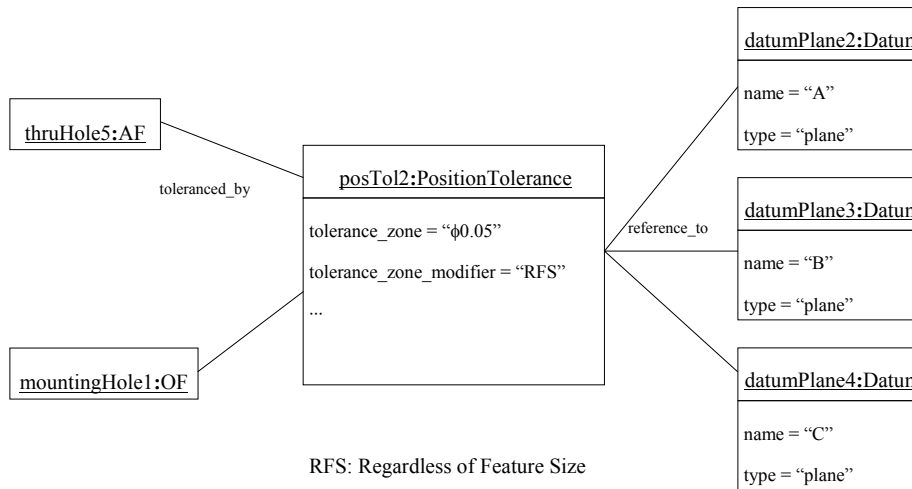 thruHole5:AF
toleranced_by
mountingHole1:OF
posTol2:PositionTolerance
tolerance_zone = “ϕ0.05”
tolerance_zone_modifier = “RFS”
...
RFS: Regardless of Feature Size
reference_to
datumPlane2:Datum
name = “A”
type = “plane”
datumPlane3:Datum
name = “B”
type = “plane”
datumPlane4:Datum
name = “C”
type = “plane”